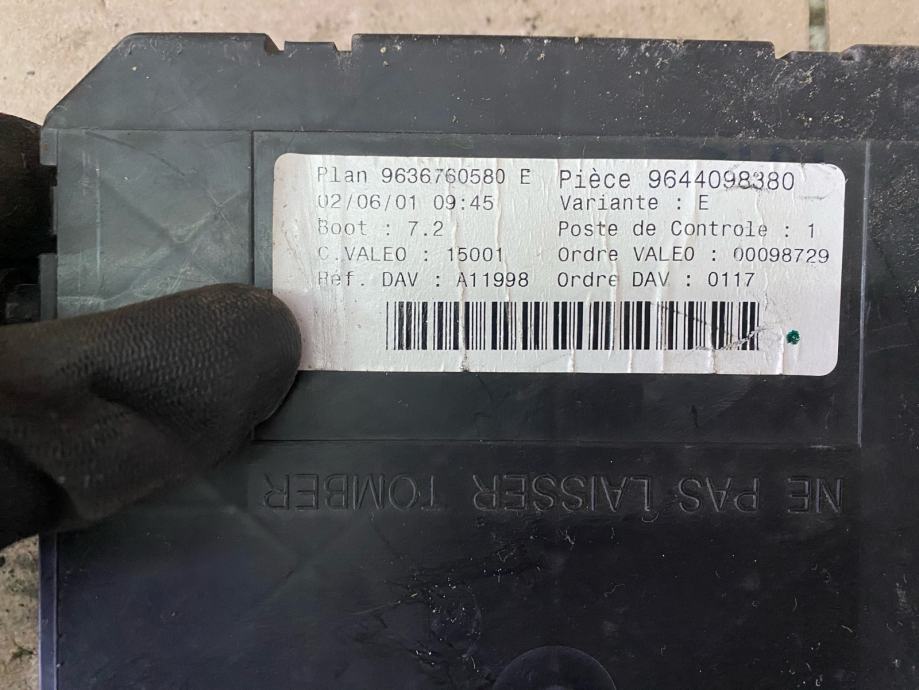 Plan 9636760580 E Pièce 9644098380
02/06/01 09:45 Variante : E
Boot : 7.2 Poste de Controle : 1
C.VALEO : 15001 Ordre VALEO : 00098729
Réf. DAV : A11998 Ordre DAV : 0117
NE PAS LAISSER TOMBER